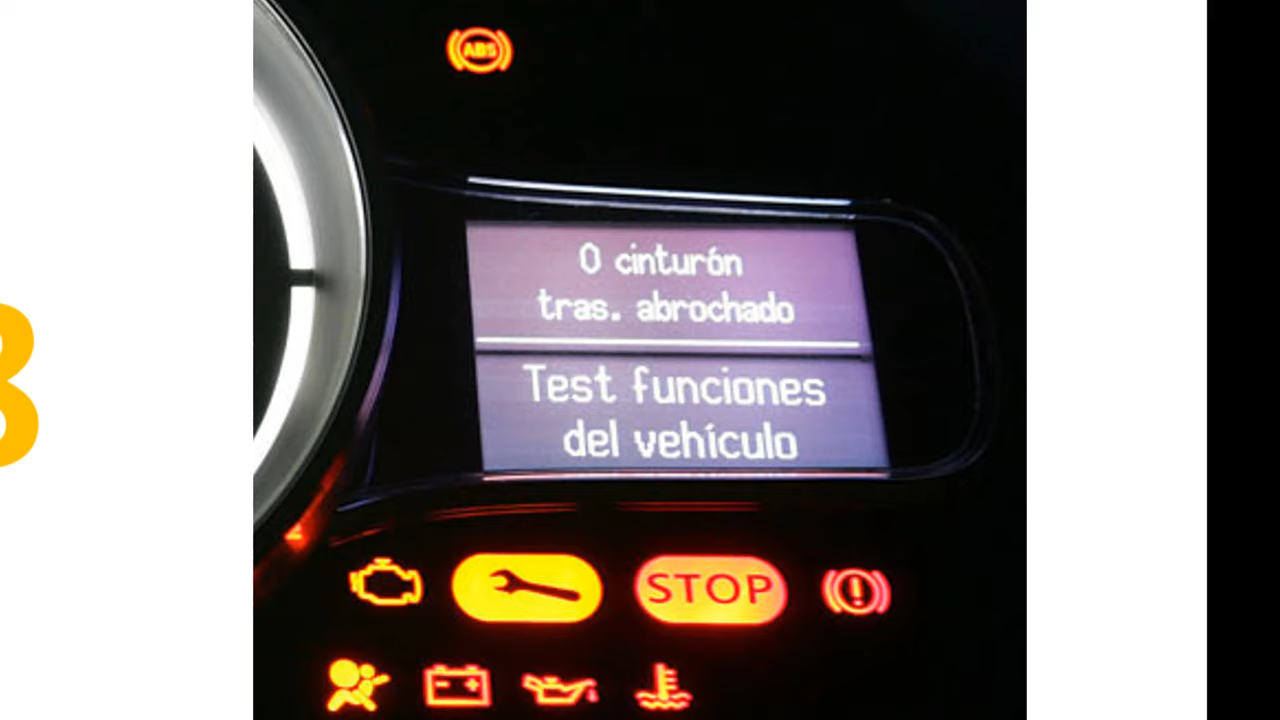 ABS
0 cinturón
tras. abrochado
Test funciones
del vehículo
STOP